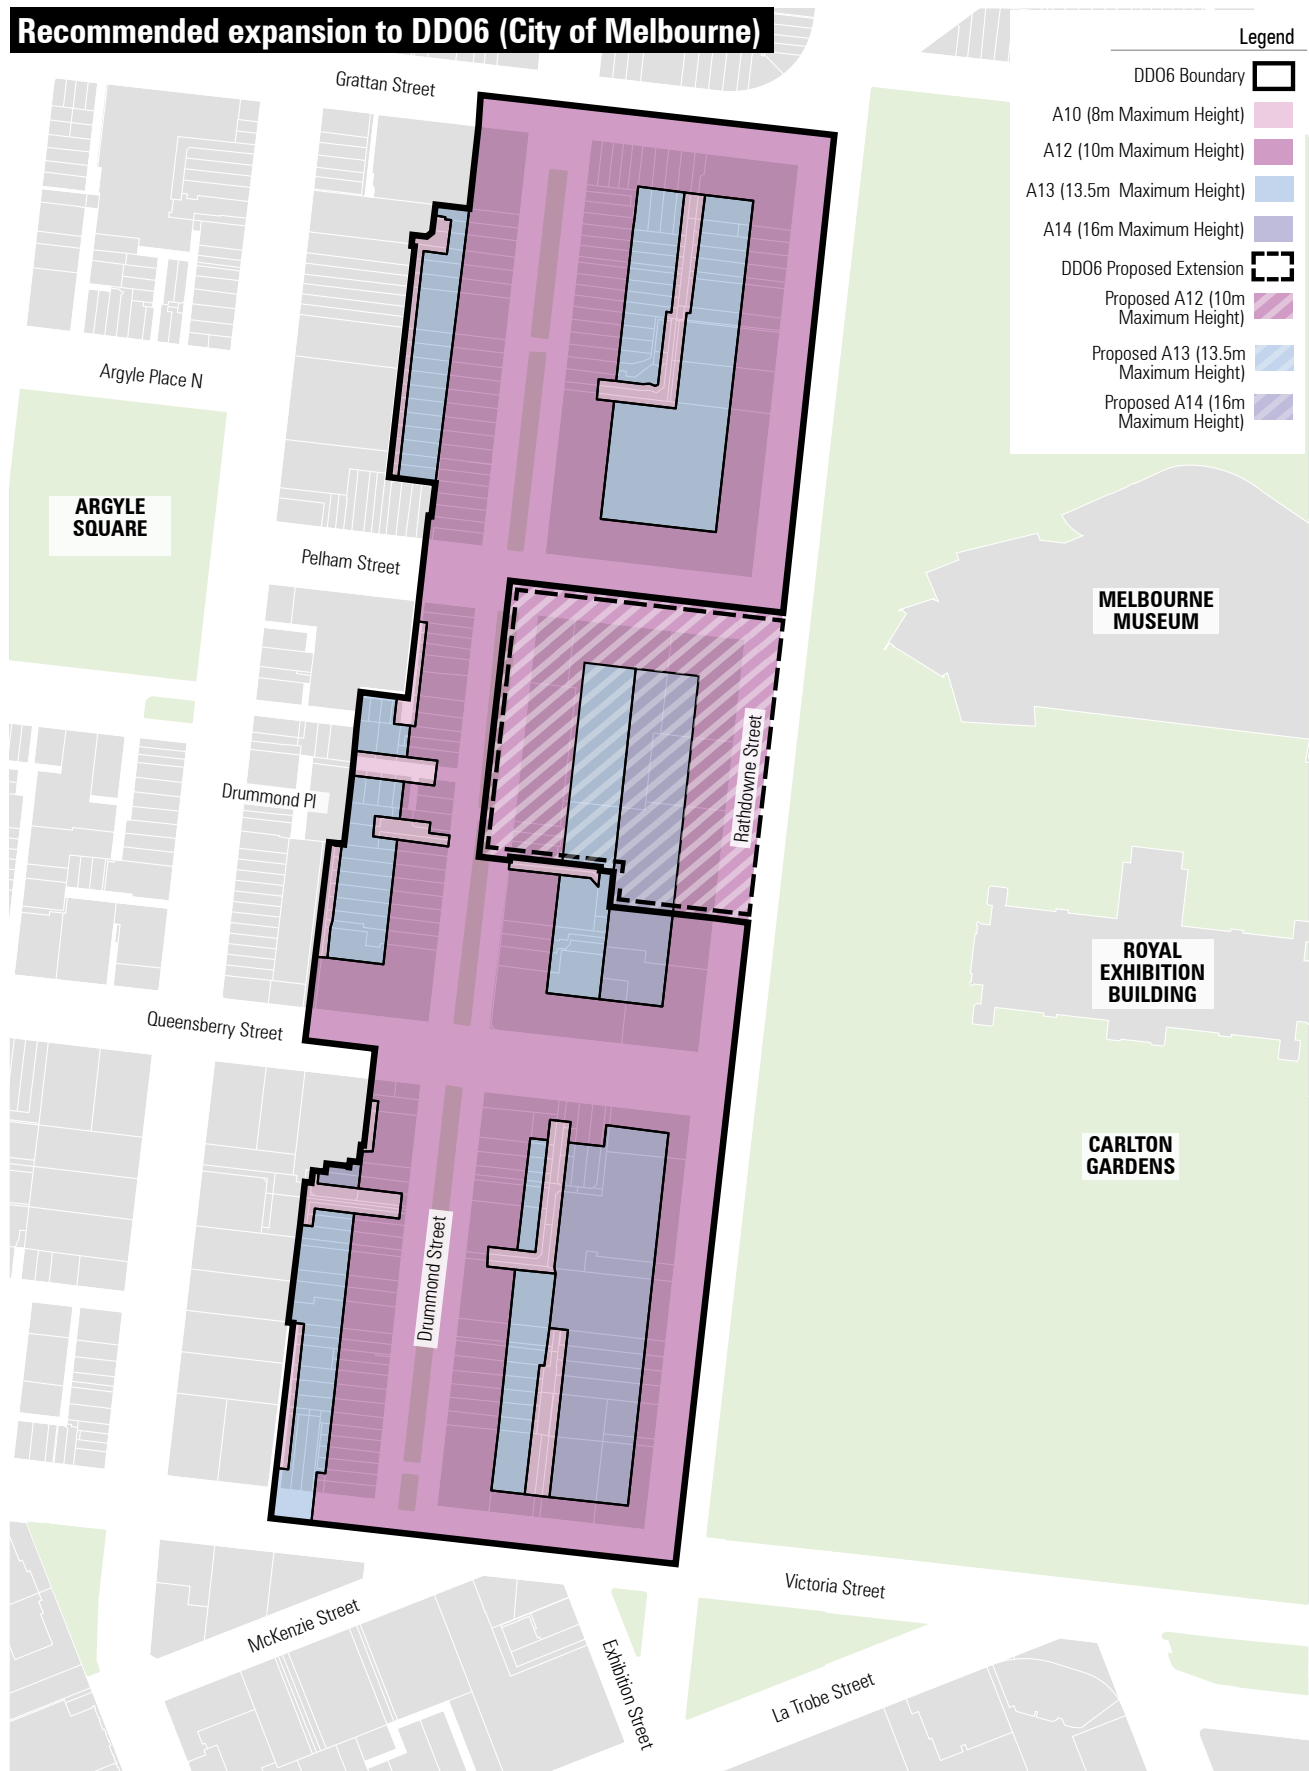 Recommended expansion to DDO6 (City of Melbourne)
Legend
DDO6 Boundary
A10 (8m Maximum Height)
A12 (10m Maximum Height)
A13 (13.5m  Maximum Height)
A14 (16m Maximum Height)
DDO6 Proposed Extension
Proposed A12 (10m
Maximum Height)
Proposed A13 (13.5m
Maximum Height)
Proposed A14 (16m
Maximum Height)
Grattan Street
Argyle Place N
ARGYLE
SQUARE
Pelham Street
MELBOURNE
MUSEUM
Rathdowne Street
Drummond Pl
ROYAL
EXHIBITION
BUILDING
Queensberry Street
CARLTON
GARDENS
Drummond Street
Victoria Street
McKenzie Street
Exhibition Street
La Trobe Street